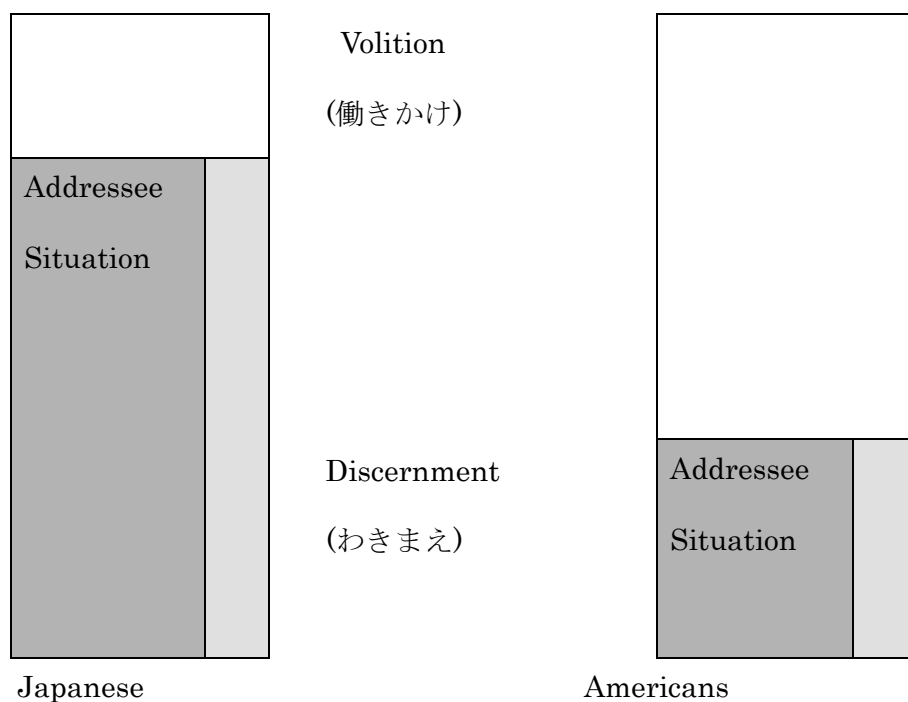 Volition
(働きかけ)
Addressee
Situation
Discernment
(わきまえ)
Addressee
Situation
Japanese
Americans